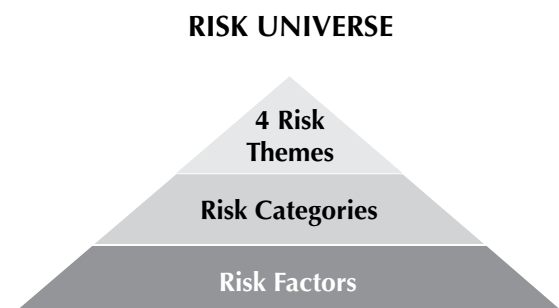 RISK UNIVERSE
4 Risk
Themes
Risk Categories
Risk Factors